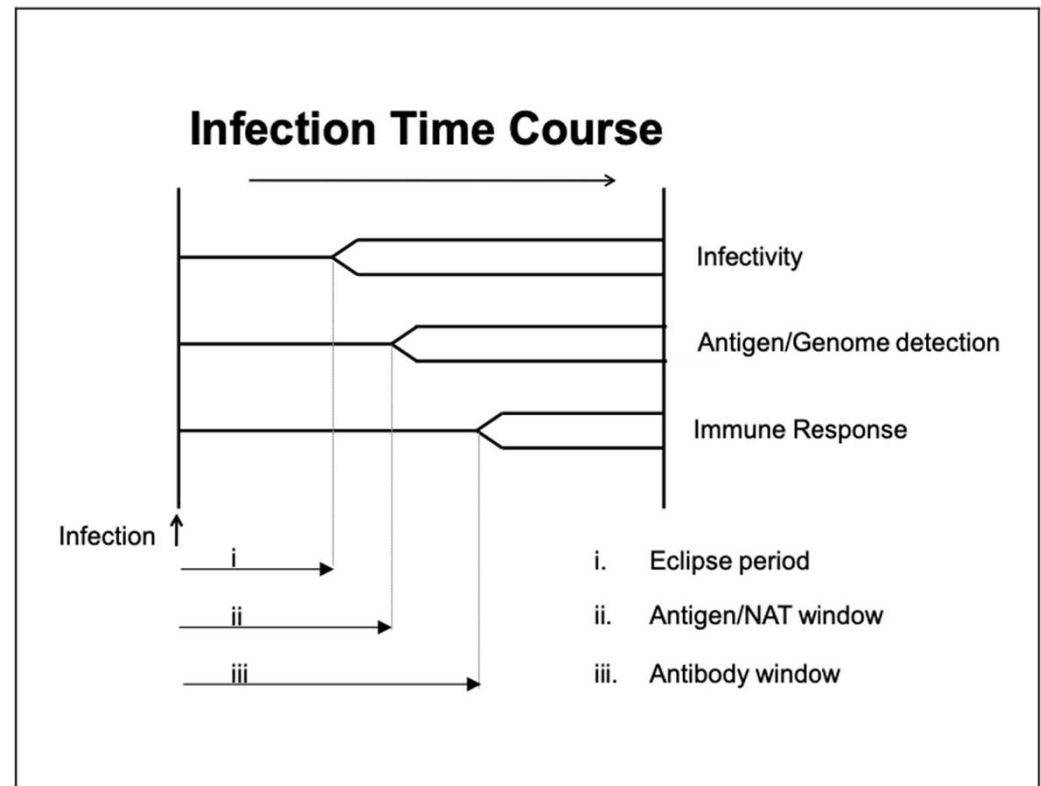 Infection Time Course
Infectivity
Antigen/Genome detection
Immune Response
Infection
i
ii
iii
i. Eclipse period
ii. Antigen/NAT window
iii. Antibody window